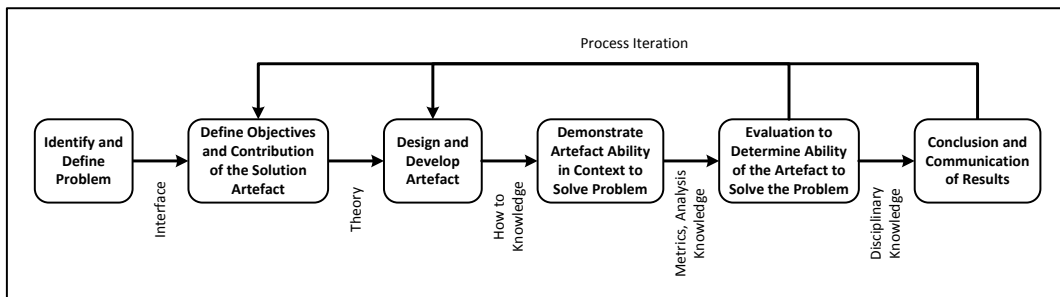 Process Iteration
Identify and
Define
Problem
Define Objectives
and Contribution
of the Solution
Artefact
Design and
Develop
Artefact
Demonstrate
Artefact Ability
in Context to
Solve Problem
Evaluation to
Determine Ability
of the Artefact to
Solve the Problem
Conclusion and
Communication
of Results
Interface
Theory
How to
Knowledge
Metrics, Analysis
Knowledge
Disciplinary
Knowledge